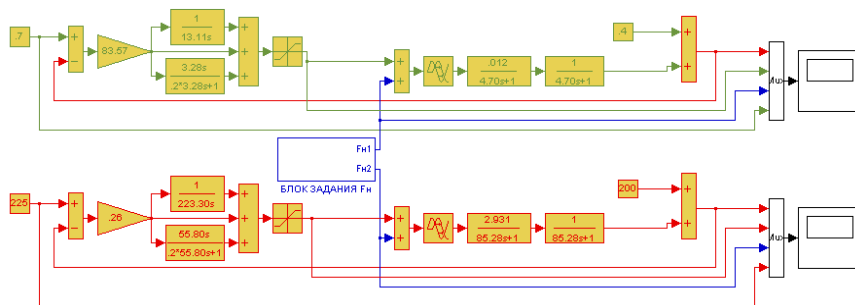 .7
83.57
1
13.11s
3.28s
.2*3.28s+1
.012
4.70s+1
1
4.70s+1
.4
Fн1
Fн2
БЛОК ЗАДАНИЯ Fн
225
.26
1
223.30s
55.80s
.2*55.80s+1
2.931
85.28s+1
1
85.28s+1
200